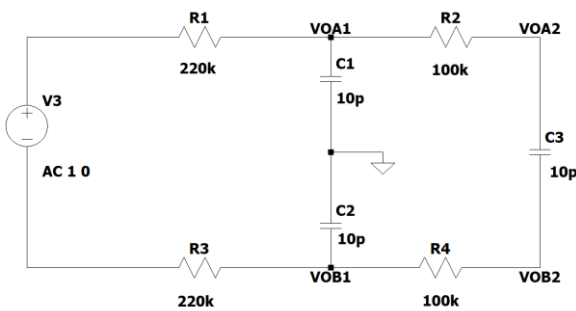 R1
VOA1
R2
VOA2
220k
C1
100k
10p
V3
C3
AC 1 0
10p
C2
10p
R3
VOB1
R4
VOB2
220k
100k